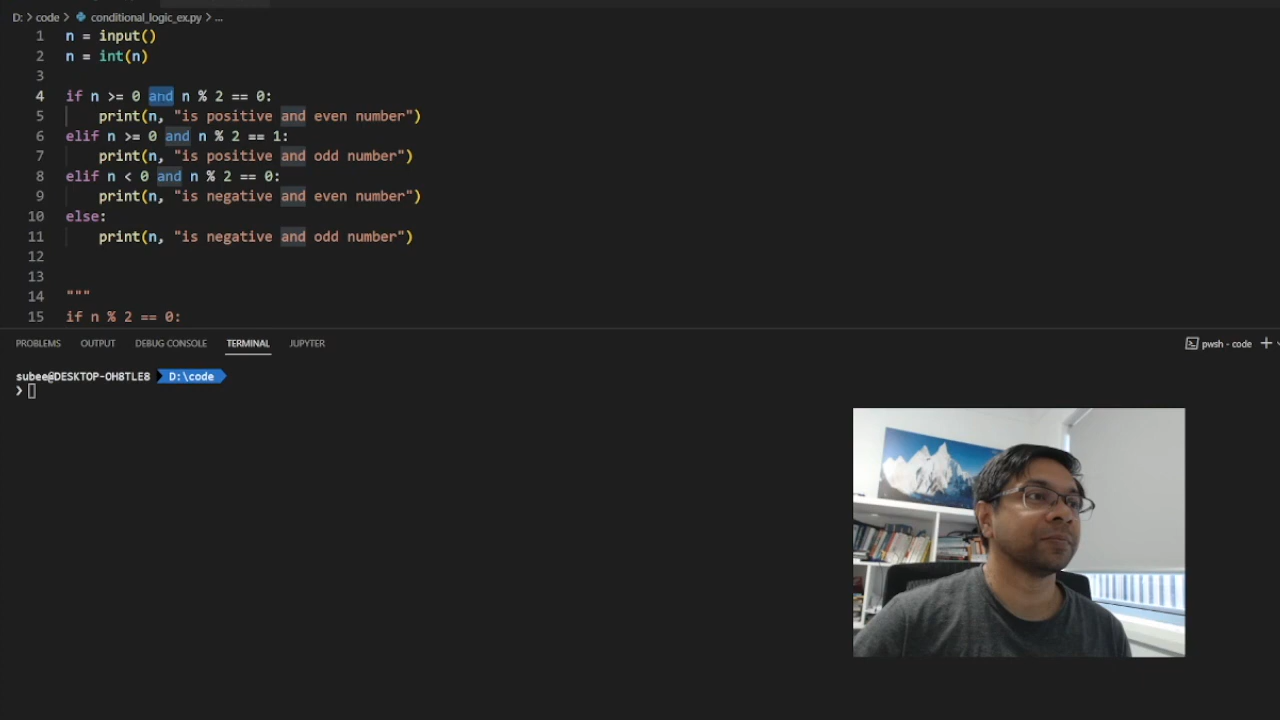 D: > code > conditional_logic_ex.py > ...
1 n = input()
2 n = int(n)
3
4 if n >= 0 and n % 2 == 0:
5 print(n, "is positive and even number")
6 elif n >= 0 and n % 2 == 1:
7 print(n, "is positive and odd number")
8 elif n < 0 and n % 2 == 0:
9 print(n, "is negative and even number")
10 else:
11 print(n, "is negative and odd number")
12
13
14 """
15 if n % 2 == 0:
PROBLEMS OUTPUT DEBUG CONSOLE TERMINAL JUPYTER pwsh - code
subee@DESKTOP-OH8TLE8 D:\code
❯